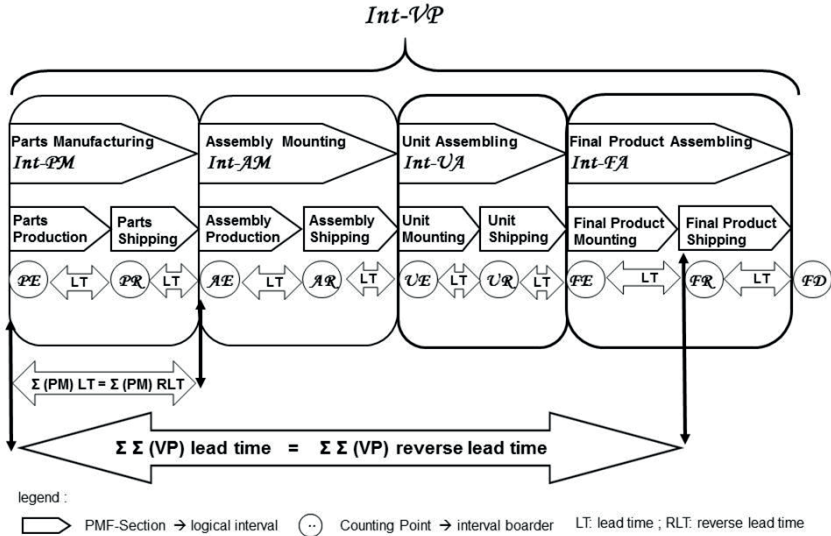 Int-VP
Parts Manufacturing
Int-PM
Assembly Mounting
Int-AM
Unit Assembling
Int-UA
Final Product Assembling
Int-FA
Parts
Production
Parts
Shipping
Assembly
Production
Assembly
Shipping
Unit
Mounting
Unit
Shipping
Final Product
Mounting
Final Product
Shipping
PE LT PR LT AE LT AR LT UE LT UR LT FE LT FR LT FD
Σ (PM) LT = Σ (PM) RLT
Σ Σ (VP) lead time = Σ Σ (VP) reverse lead time
legend :
PMF-Section → logical interval ·· Counting Point → interval boarder LT: lead time ; RLT: reverse lead time